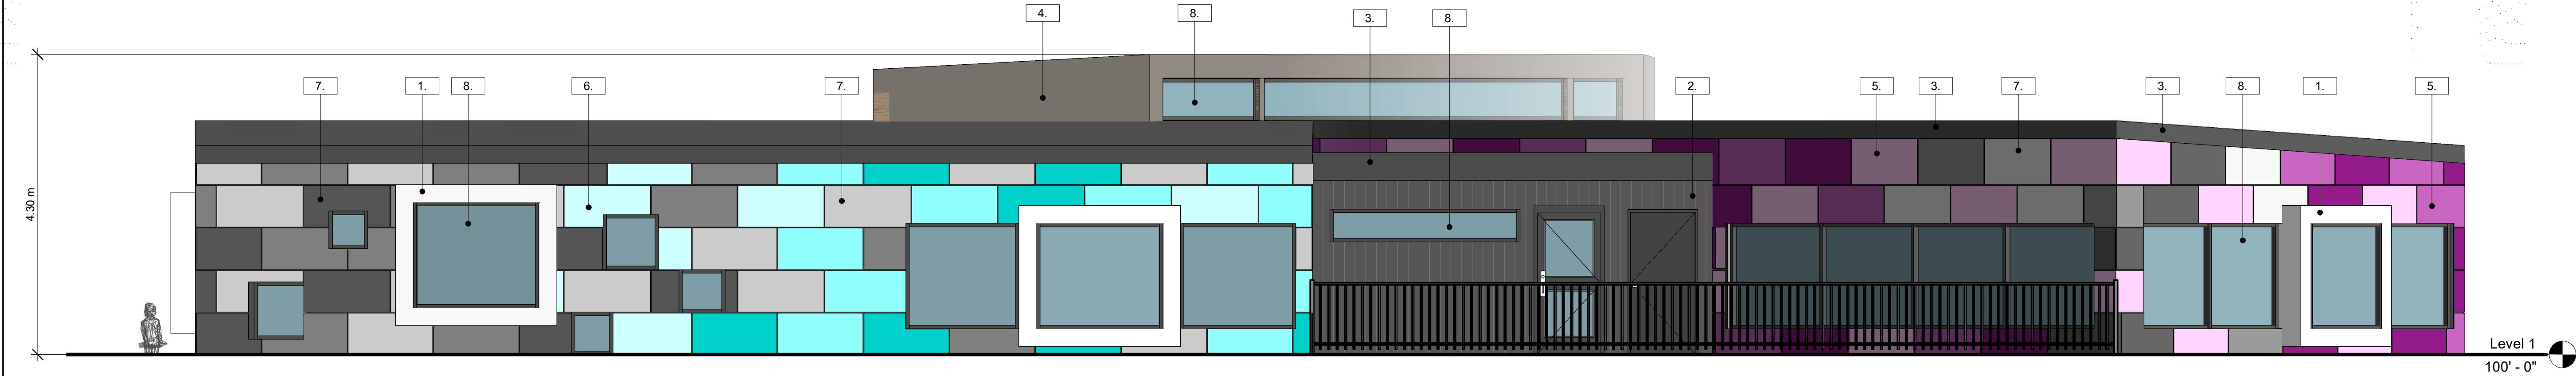 4. 8. 3. 8.
7. 1. 8. 6. 7. 2. 5. 3. 7. 3. 8. 1. 5.
4.30 m
Level 1
100' - 0"